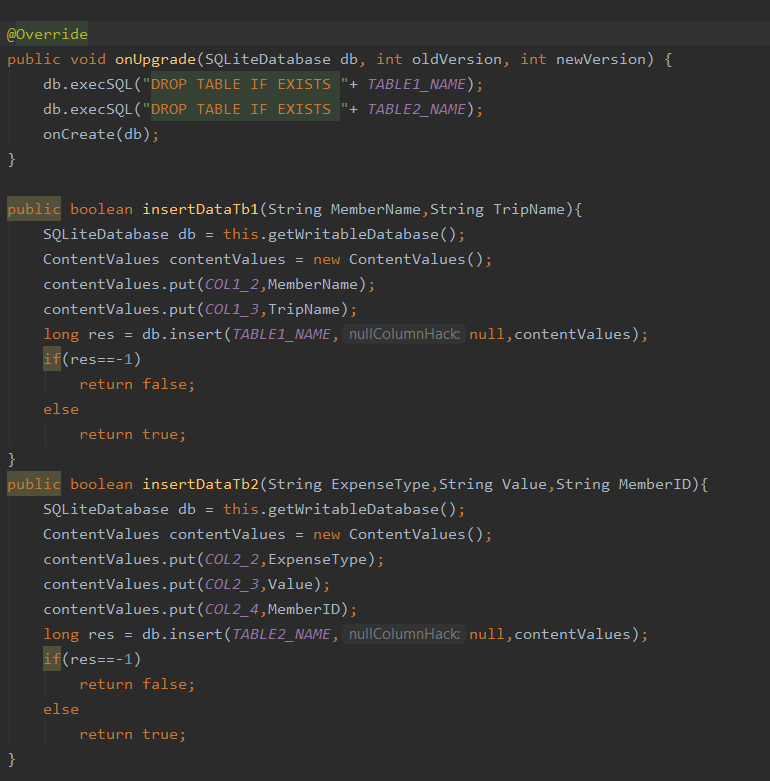 @Override
public void onUpgrade(SQLiteDatabase db, int oldVersion, int newVersion) {
    db.execSQL("DROP TABLE IF EXISTS "+ TABLE1_NAME);
    db.execSQL("DROP TABLE IF EXISTS "+ TABLE2_NAME);
    onCreate(db);
}
public boolean insertDataTb1(String MemberName,String TripName){
    SQLiteDatabase db = this.getWritableDatabase();
    ContentValues contentValues = new ContentValues();
    contentValues.put(COL1_2,MemberName);
    contentValues.put(COL1_3,TripName);
    long res = db.insert(TABLE1_NAME, nullColumnHack: null,contentValues);
    if(res==-1)
        return false;
    else
        return true;
}
public boolean insertDataTb2(String ExpenseType,String Value,String MemberID){
    SQLiteDatabase db = this.getWritableDatabase();
    ContentValues contentValues = new ContentValues();
    contentValues.put(COL2_2,ExpenseType);
    contentValues.put(COL2_3,Value);
    contentValues.put(COL2_4,MemberID);
    long res = db.insert(TABLE2_NAME, nullColumnHack: null,contentValues);
    if(res==-1)
        return false;
    else
        return true;
}